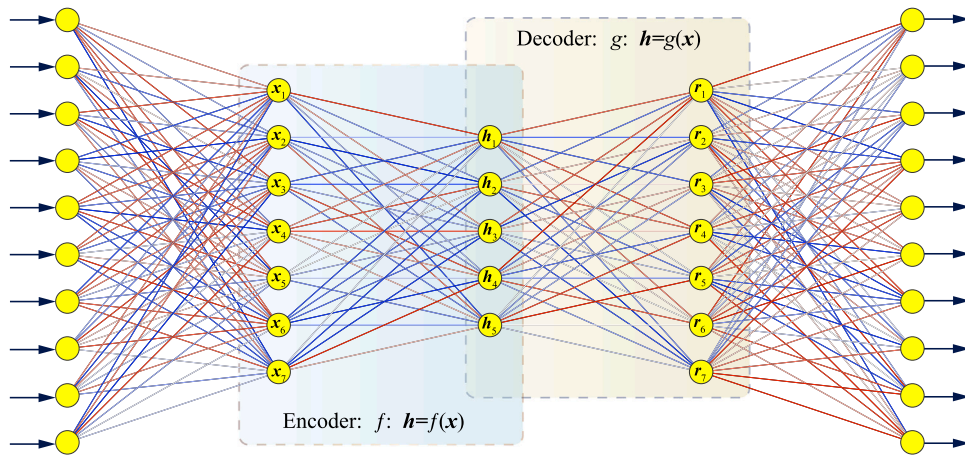 Decoder: g: h=g(x)
x1
h1
r1
x2
h2
r2
x3
h3
r3
x4
h4
r4
x5
h5
r5
x6
r6
x7
r7
Encoder: f: h=f(x)